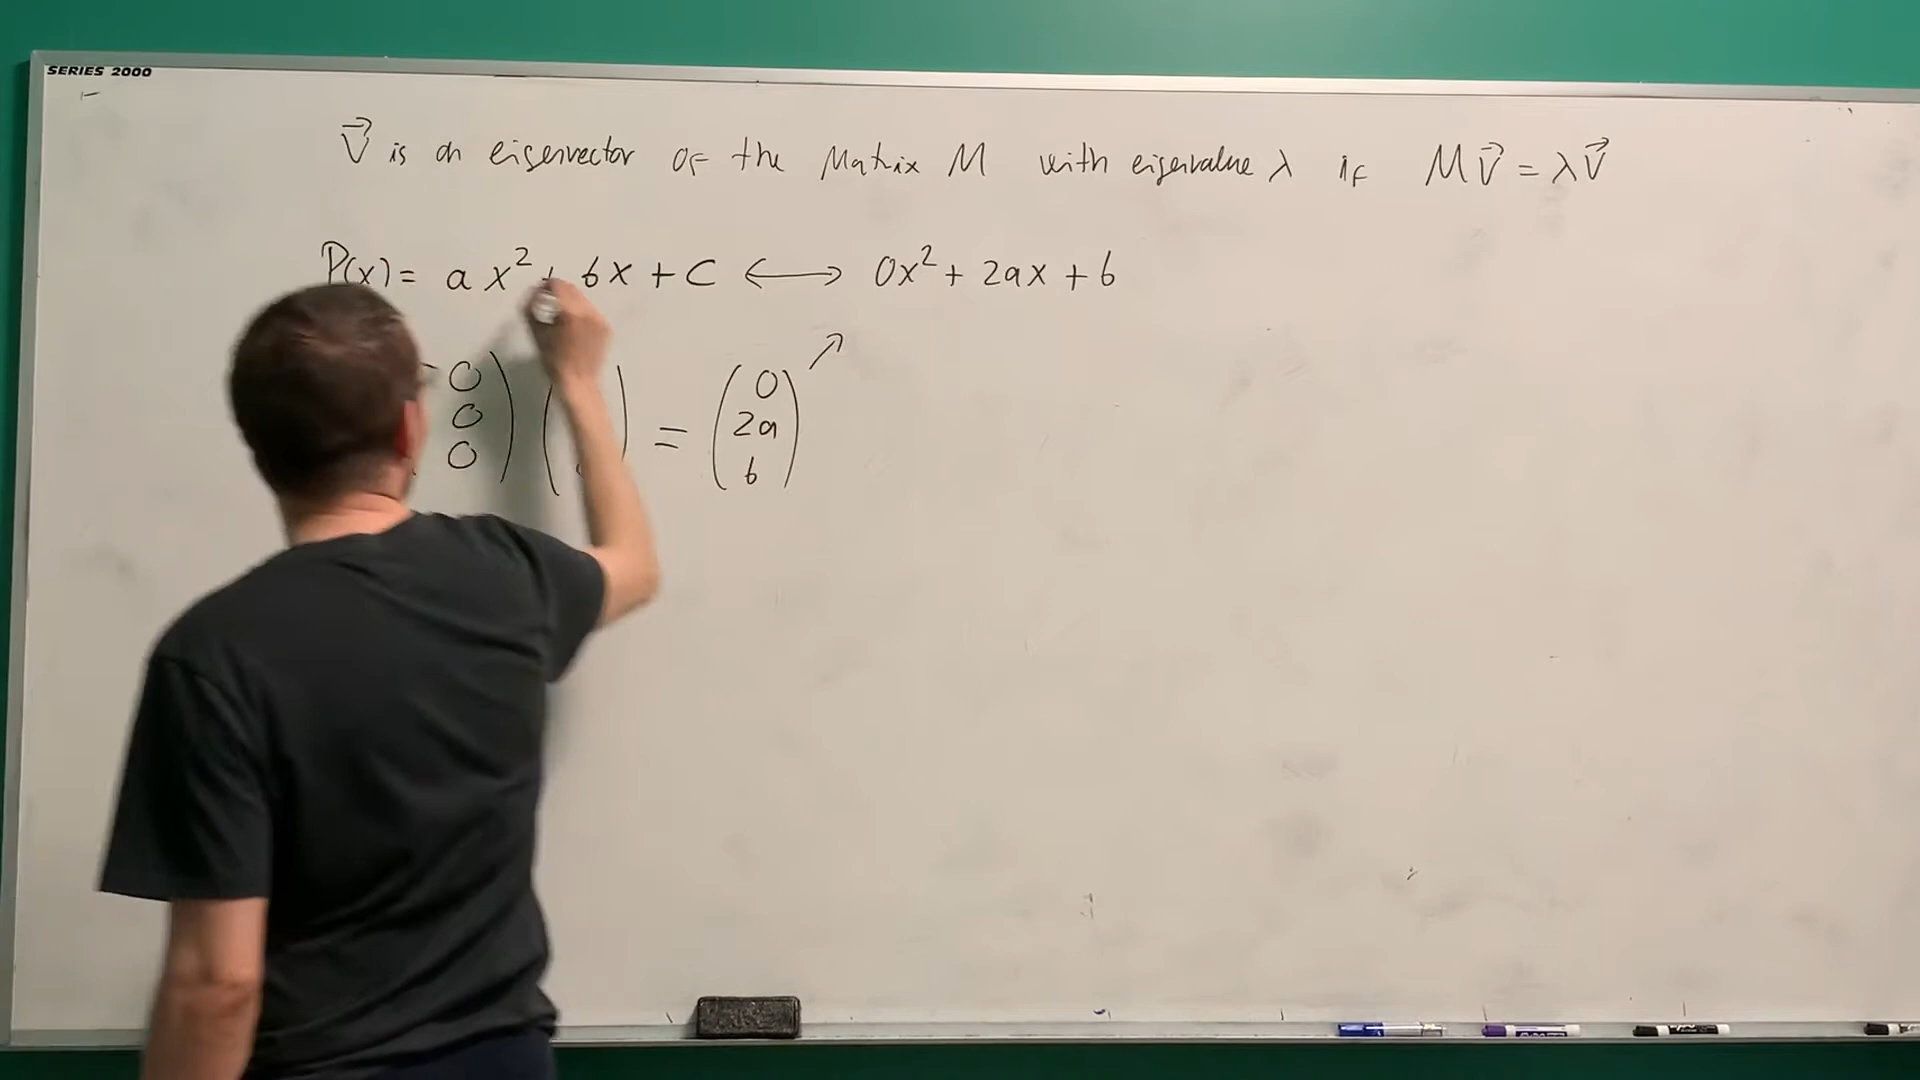 SERIES 2000
V⃗ is an eigenvector of the Matrix M with eigenvalue λ if MV⃗ = λV⃗
P(x) = ax² + bx + c ⟷ 0x² + 2ax + b
0 0
0 = 2a
0 b